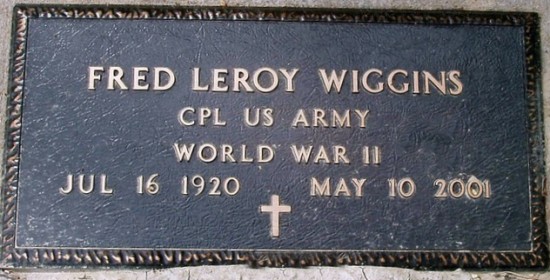 FRED LEROY WIGGINS
CPL US ARMY
WORLD WAR II
JUL 16 1920 MAY 10 2001